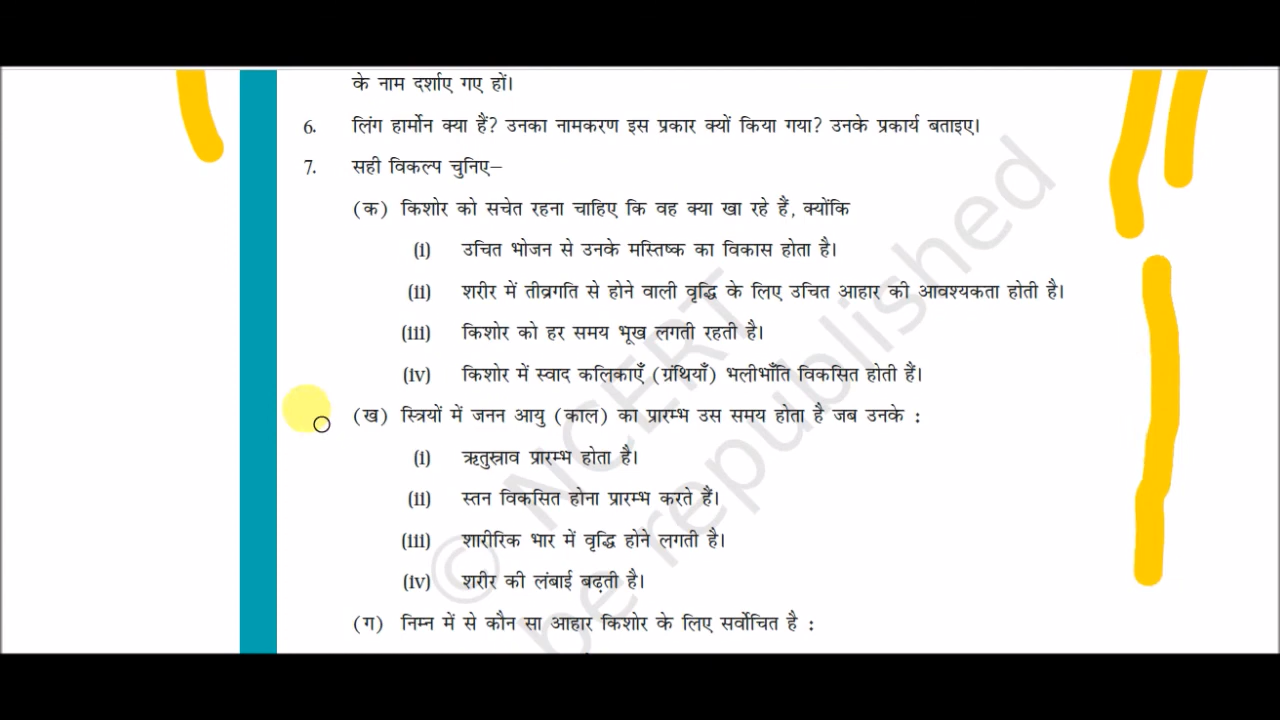 के नाम दर्शाए गए हों।
6. लिंग हार्मोन क्या हैं? उनका नामकरण इस प्रकार क्यों किया गया? उनके प्रकार्य बताइए।
7. सही विकल्प चुनिए–
(क) किशोर को सचेत रहना चाहिए कि वह क्या खा रहे हैं, क्योंकि
(i) उचित भोजन से उनके मस्तिष्क का विकास होता है।
(ii) शरीर में तीव्रगति से होने वाली वृद्धि के लिए उचित आहार की आवश्यकता होती है।
(iii) किशोर को हर समय भूख लगती रहती है।
(iv) किशोर में स्वाद कलिकाएँ (ग्रंथियाँ) भलीभाँति विकसित होती हैं।
(ख) स्त्रियों में जनन आयु (काल) का प्रारम्भ उस समय होता है जब उनके :
(i) ऋतुस्राव प्रारम्भ होता है।
(ii) स्तन विकसित होना प्रारम्भ करते हैं।
(iii) शारीरिक भार में वृद्धि होने लगती है।
(iv) शरीर की लंबाई बढ़ती है।
(ग) निम्न में से कौन सा आहार किशोर के लिए सर्वोचित है :
© NCERT
be republished